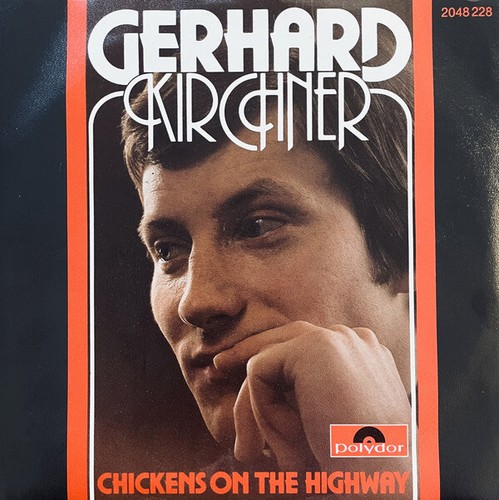 GERHARD
2048 228
KIRCHNER
polydor
CHICKENS ON THE HIGHWAY